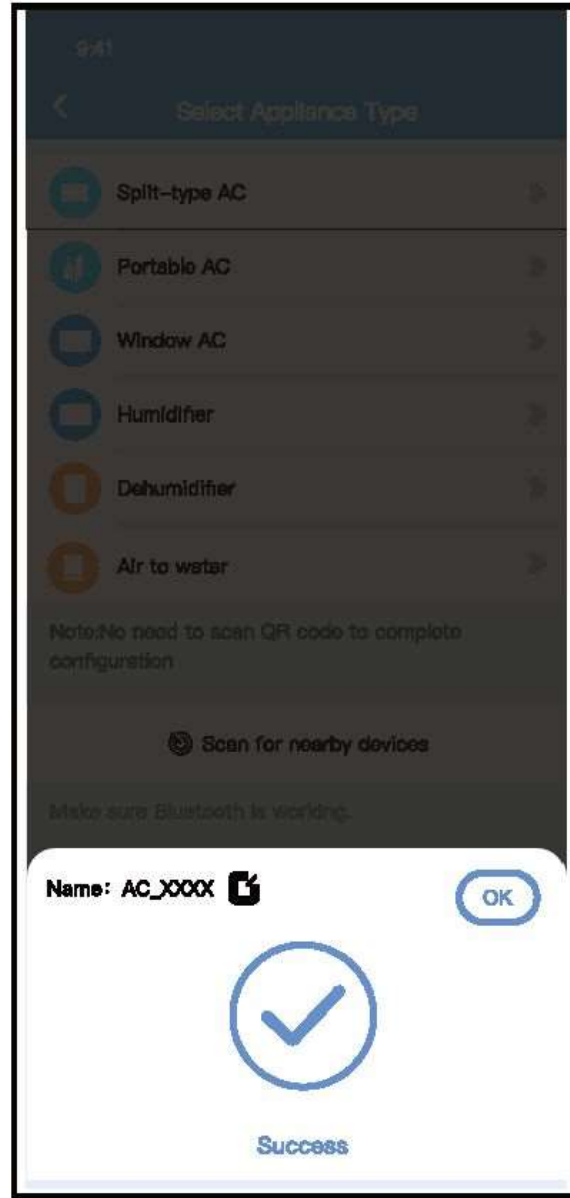 9:41
Select Appliance Type
Split-type AC
Portable AC
Window AC
Humidifier
Dehumidifier
Air to water
Note:No need to scan QR code to complete
configuration
Scan for nearby devices
Make sure Bluetooth is working.
Name: AC_XXXX
OK
Success